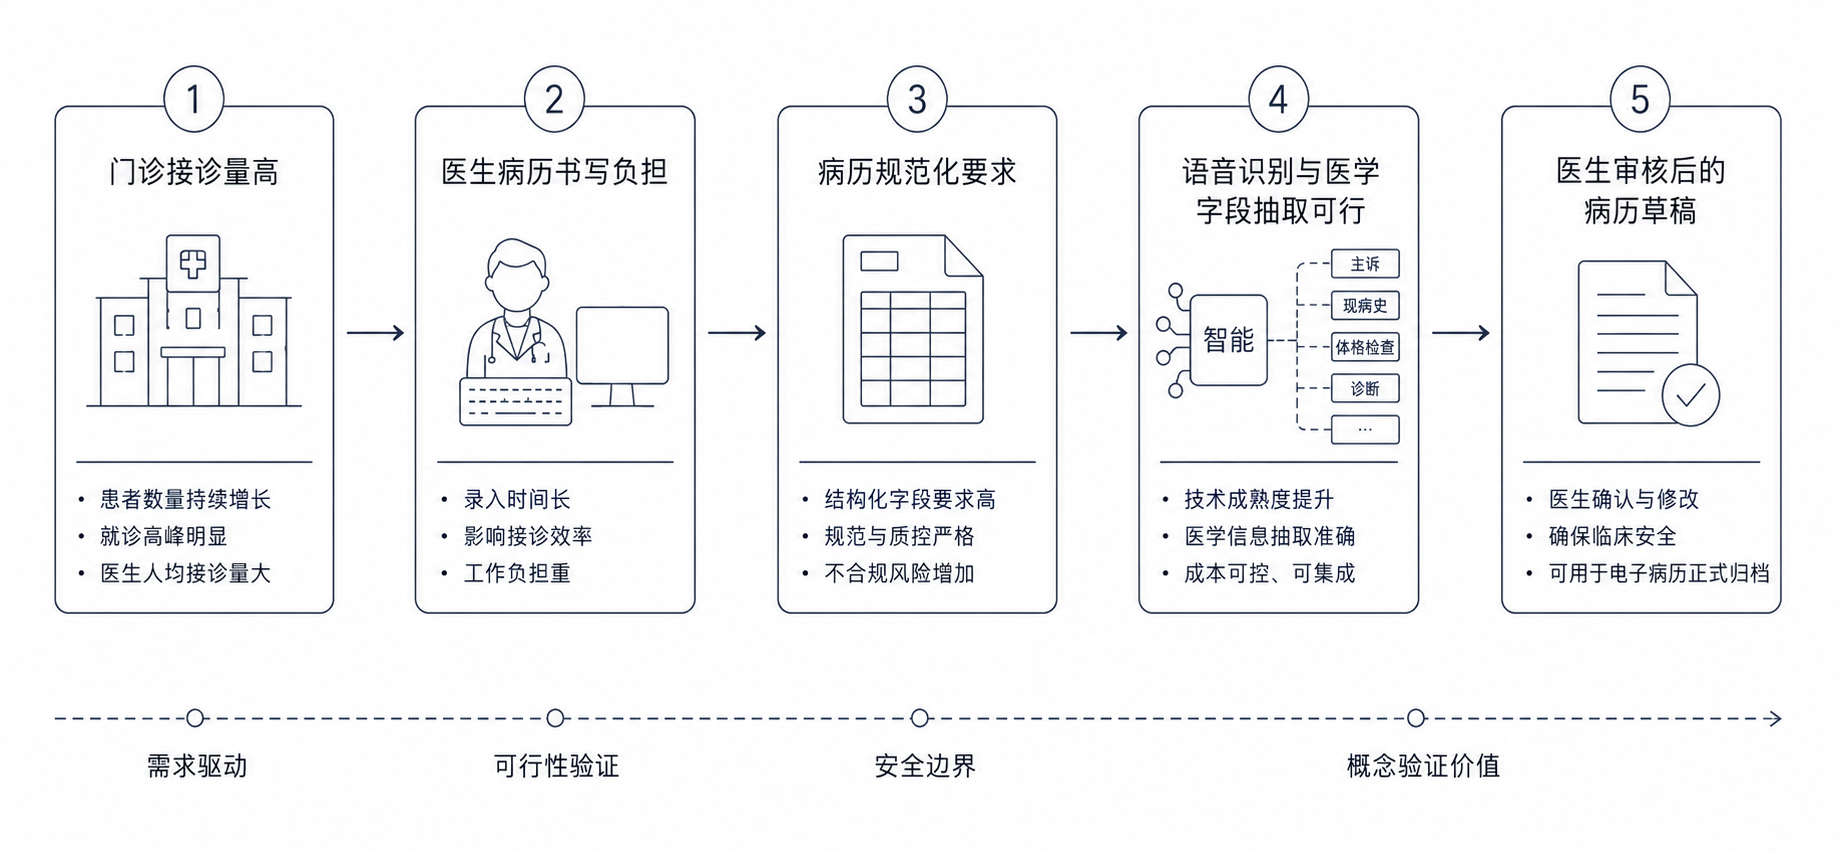 1
门诊接诊量高
• 患者数量持续增长
• 就诊高峰明显
• 医生人均接诊量大
2
医生病历书写负担
• 录入时间长
• 影响接诊效率
• 工作负担重
3
病历规范化要求
• 结构化字段要求高
• 规范与质控严格
• 不合规风险增加
4
语音识别与医学
字段抽取可行
智能
主诉
现病史
体格检查
诊断
...
• 技术成熟度提升
• 医学信息抽取准确
• 成本可控、可集成
5
医生审核后的
病历草稿
• 医生确认与修改
• 确保临床安全
• 可用于电子病历正式归档
需求驱动
可行性验证
安全边界
概念验证价值